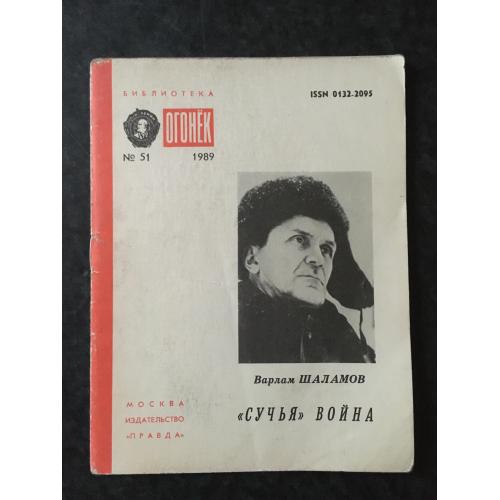 БИБЛИОТЕКА
ISSN 0132-2095
ОГОНЁК
№ 51 1989
Варлам ШАЛАМОВ
«СУЧЬЯ» ВОЙНА
МОСКВА
ИЗДАТЕЛЬСТВО
«ПРАВДА»